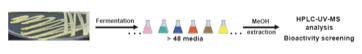 Fermentation
> 48 media
MeOH
extraction
HPLC-UV-MS
analysis
Bioactivity screening